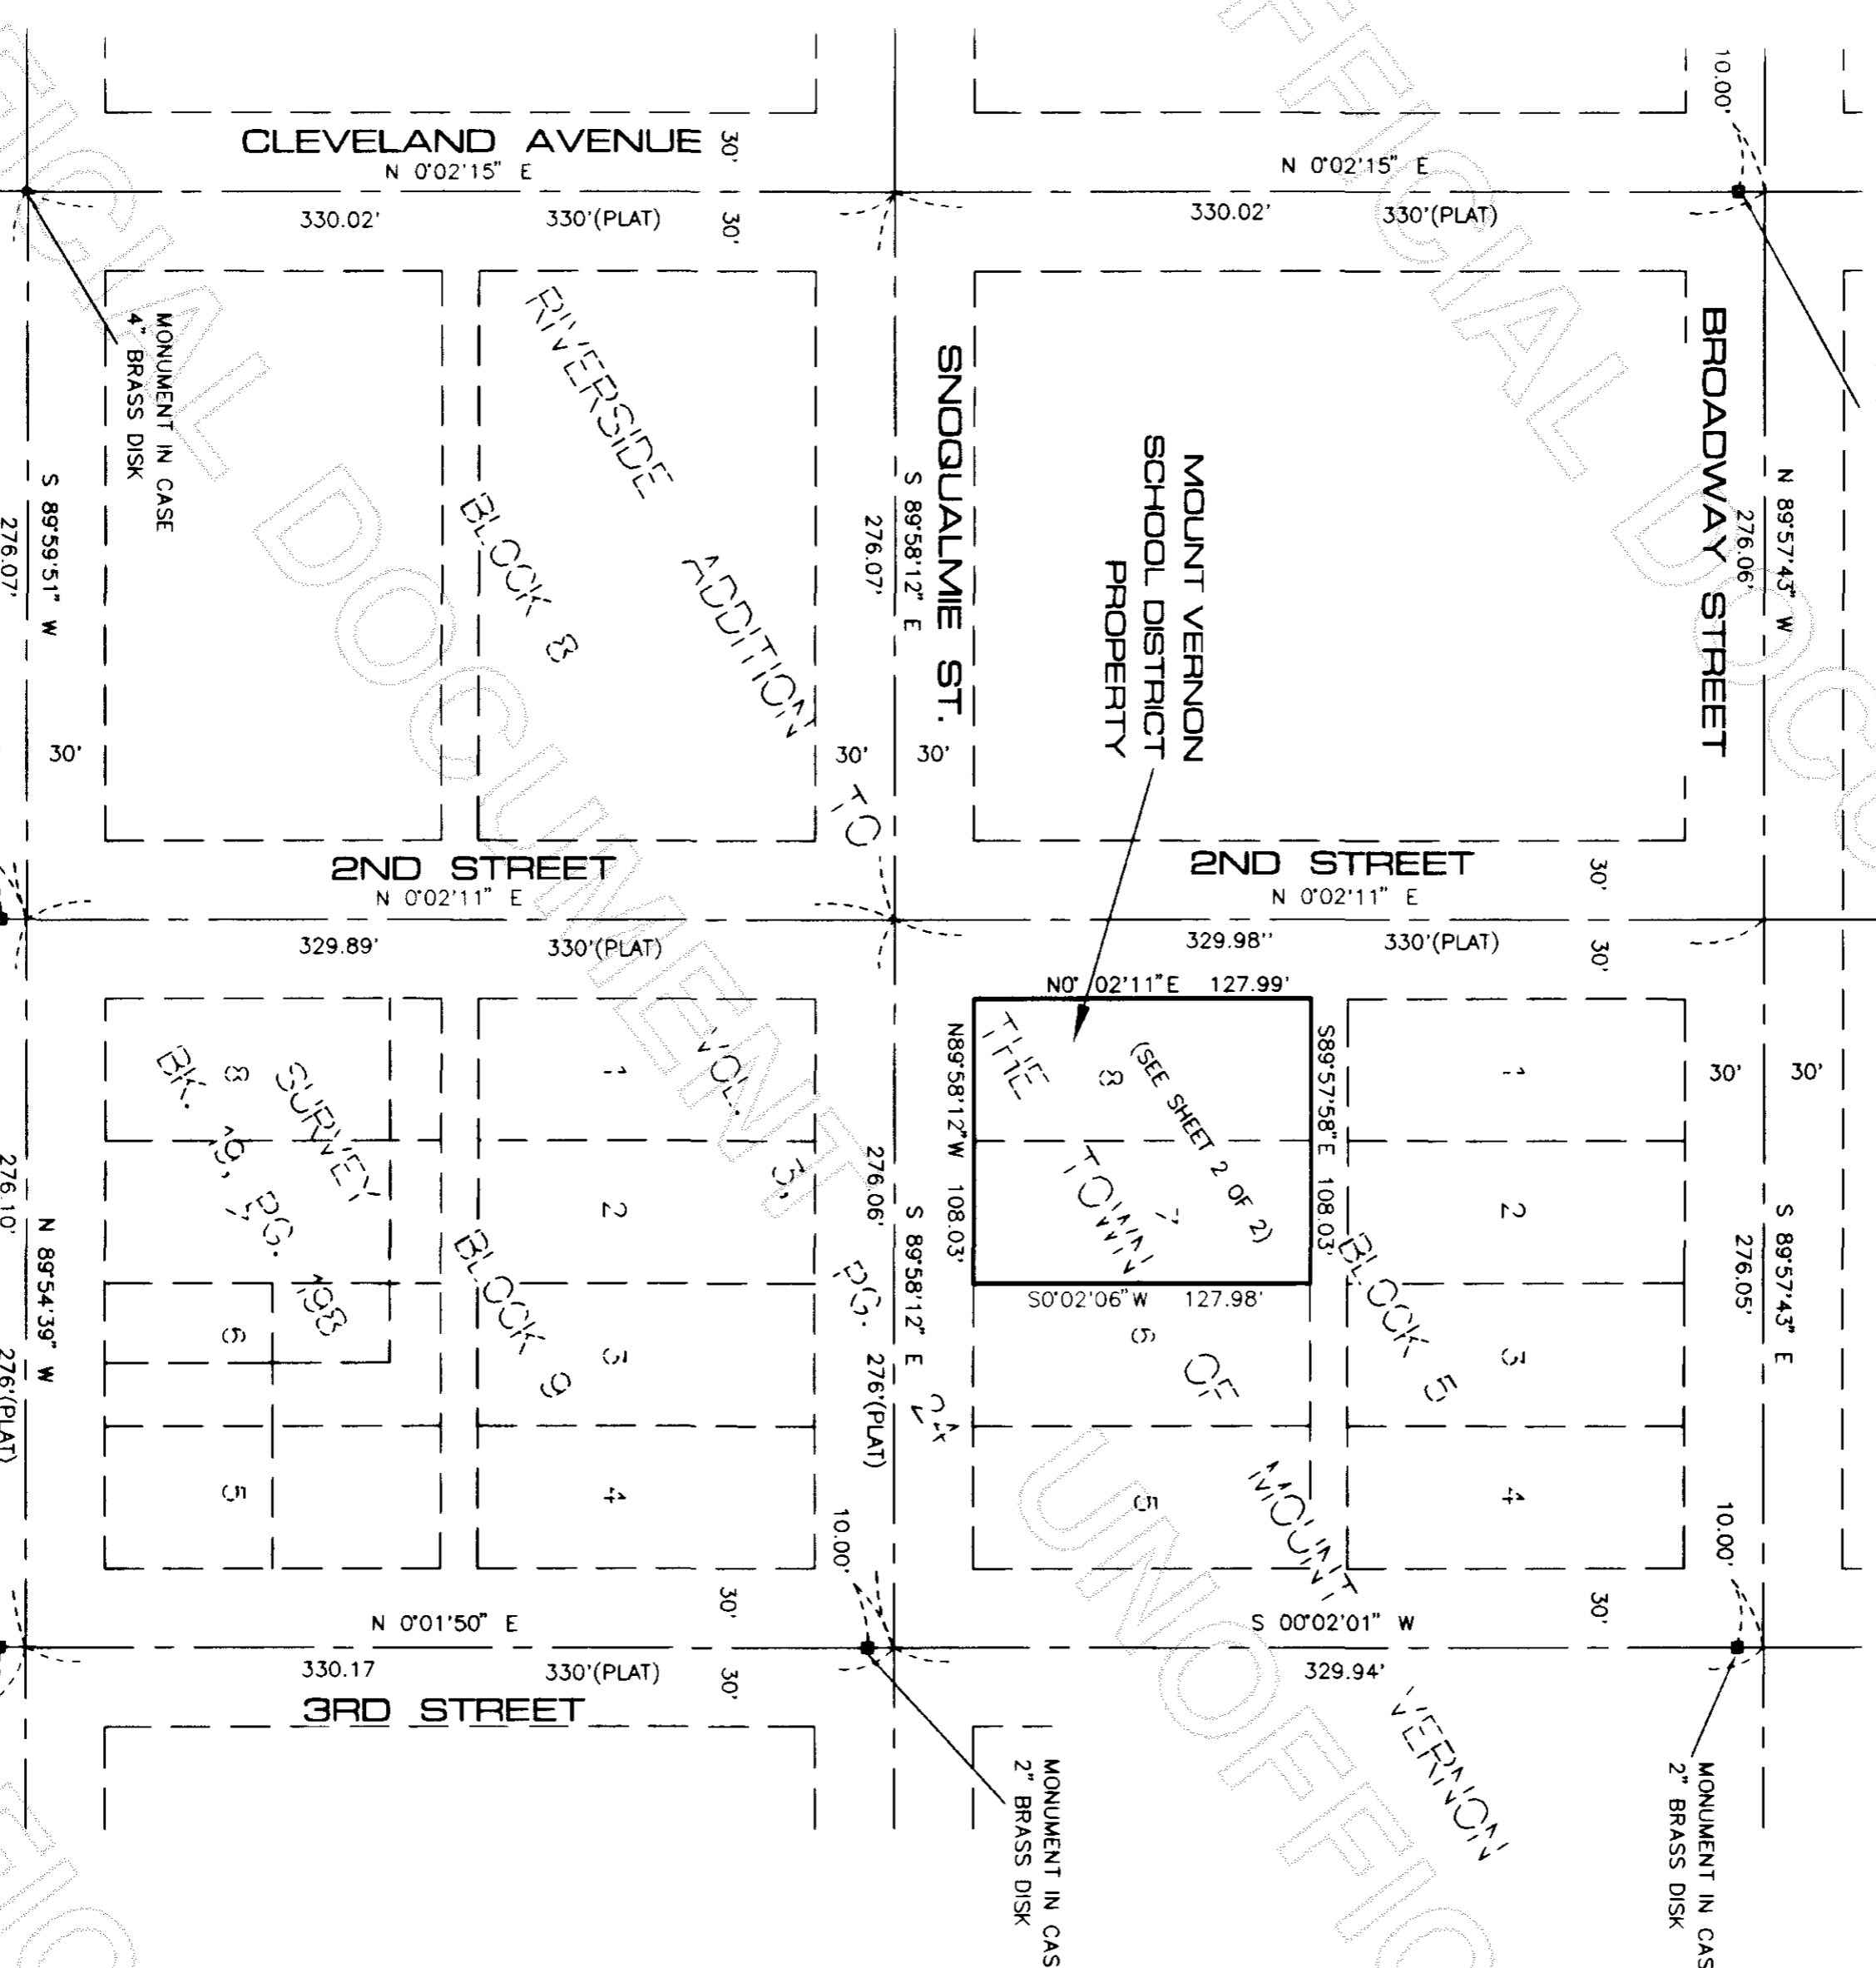 CLEVELAND AVENUE
N 0°02'15" E
330.02'
330'(PLAT)
30'
30'
N 0°02'15" E
330.02'
330'(PLAT)
10.00'
MONUMENT IN CASE
4" BRASS DISK
RIVERSIDE
ADDITION
TO
THE
TOWN
OF
MOUNT
VERNON
BLOCK 8
SNOQUALMIE ST.
S 89°58'12" E
276.07'
30'
30'
MOUNT VERNON
SCHOOL DISTRICT
PROPERTY
BROADWAY STREET
N 89°57'43" W
276.06'
S 89°59'51" W
276.07'
30'
2ND STREET
N 0°02'11" E
329.89'
330'(PLAT)
2ND STREET
N 0°02'11" E
329.98''
330'(PLAT)
30'
30'
N0° 02'11"E 127.99'
N89°58'12"W 108.03'
S89°57'58"E 108.03'
S0°02'06"W 127.98'
(SEE SHEET 2 OF 2)
8
7
6
5
BLOCK 5
1
2
3
4
30'
30'
S 89°57'43" E
276.05'
10.00'
SURVEY
BK. 19, PG. 198
8
6
5
BLOCK 9
1
2
3
4
VOL. 3,
PG.
24
S 89°58'12" E
276.06'
276'(PLAT)
10.00'
N 89°54'39" W
276.10'
276'(PLAT)
N 0°01'50" E
330.17
330'(PLAT)
30'
30'
3RD STREET
S 00°02'01" W
329.94'
30'
MONUMENT IN CAS
2" BRASS DISK
MONUMENT IN CAS
2" BRASS DISK
UNOFFICIAL DOCUMENT